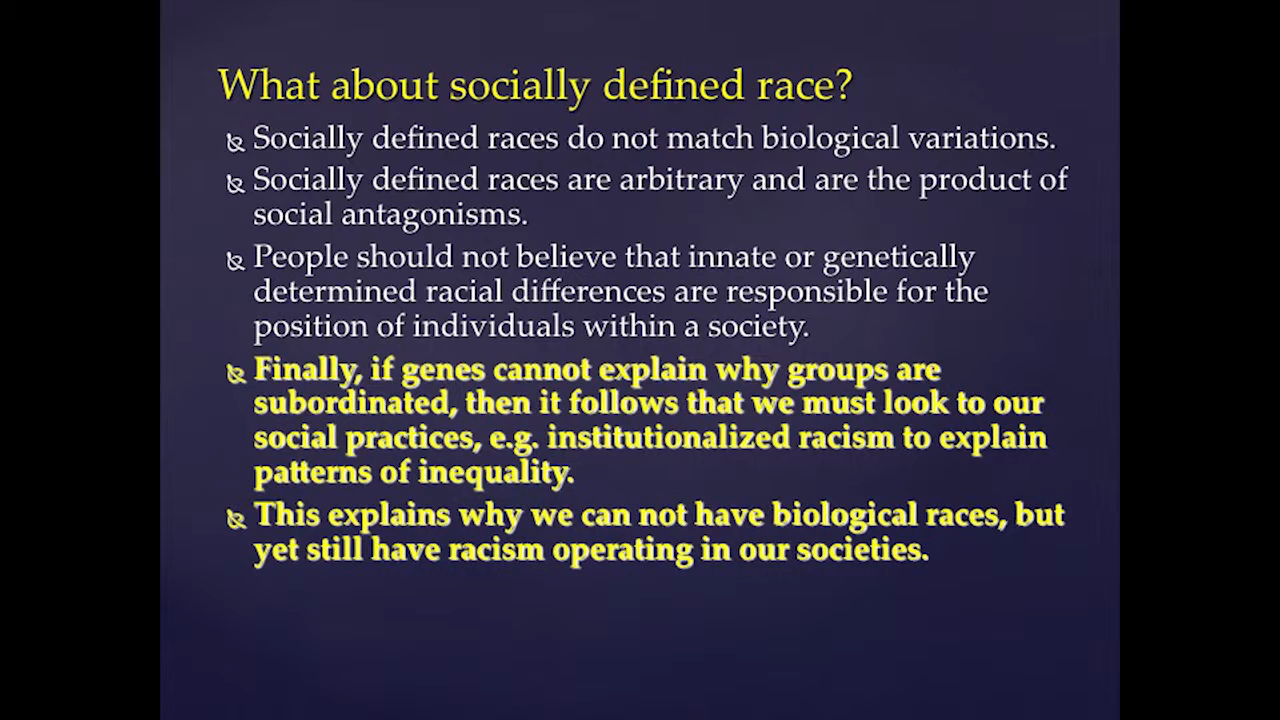 What about socially defined race?
Socially defined races do not match biological variations.
Socially defined races are arbitrary and are the product of
social antagonisms.
People should not believe that innate or genetically
determined racial differences are responsible for the
position of individuals within a society.
Finally, if genes cannot explain why groups are
subordinated, then it follows that we must look to our
social practices, e.g. institutionalized racism to explain
patterns of inequality.
This explains why we can not have biological races, but
yet still have racism operating in our societies.